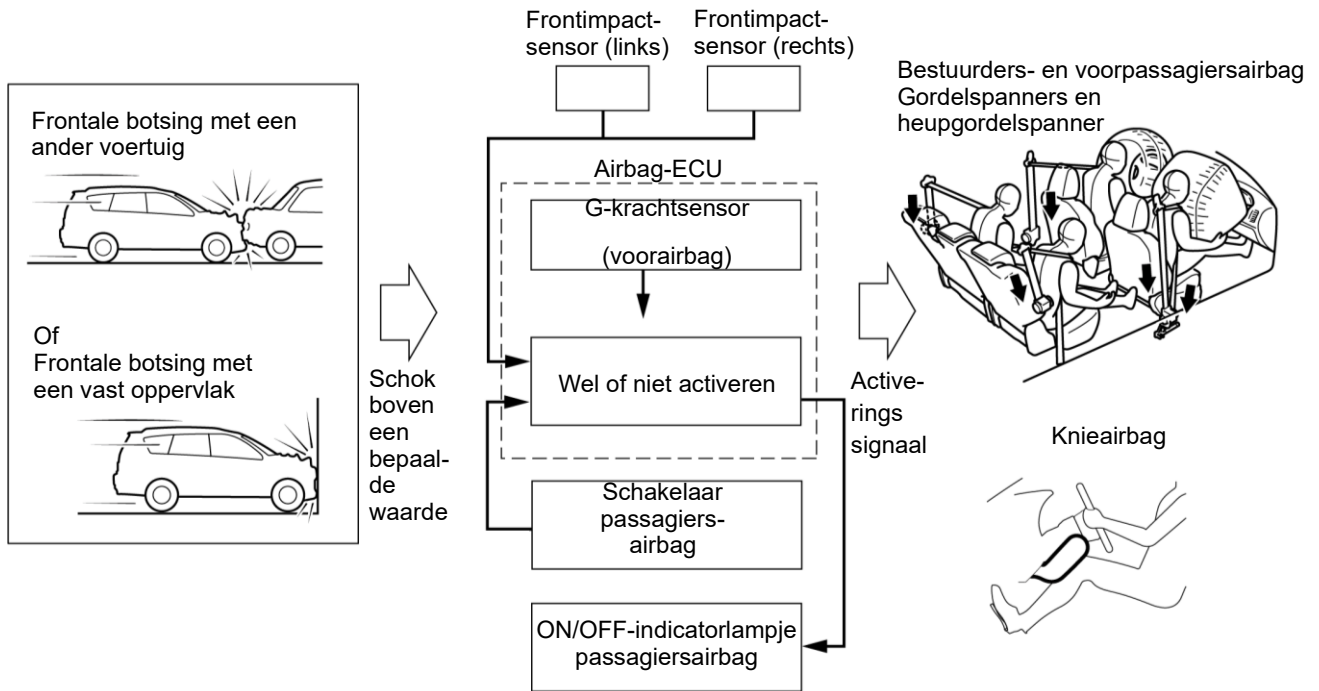 Frontale botsing met een
ander voertuig
Of
Frontale botsing met
een vast oppervlak
Schok
boven
een
bepaal-
de
waarde
Frontimpact-
sensor (links)
Frontimpact-
sensor (rechts)
Airbag-ECU
G-krachtsensor
(voorairbag)
Wel of niet activeren
Schakelaar
passagiers-
airbag
ON/OFF-indicatorlampje
passagiersairbag
Active-
rings
signaal
Bestuurders- en voorpassagiersairbag
Gordelspanners en
heupgordelspanner
Knieairbag